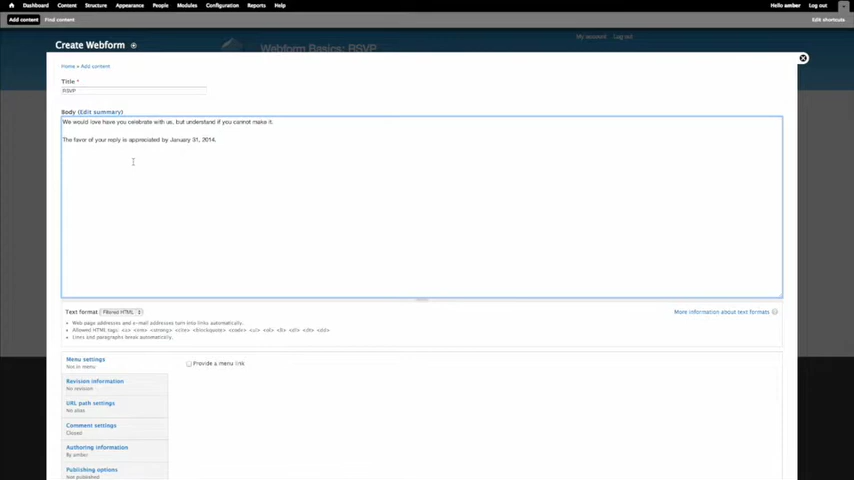 Dashboard Content Structure Appearance People Modules Configuration Reports Help Hello amber Log out
Add content Find content Edit shortcuts
My account Log out
Create Webform
Webform Basics: RSVP
Home » Add content
Title *
RSVP
Body (Edit summary)
We would love have you celebrate with us, but understand if you cannot make it.
The favor of your reply is appreciated by January 31, 2014.
Text format Filtered HTML
More information about text formats
Web page addresses and e-mail addresses turn into links automatically.
Allowed HTML tags: <a> <em> <strong> <cite> <blockquote> <code> <ul> <ol> <li> <dl> <dt> <dd>
Lines and paragraphs break automatically.
Menu settings
Not in menu
Provide a menu link
Revision information
No revision
URL path settings
No alias
Comment settings
Closed
Authoring information
By amber
Publishing options
Not published